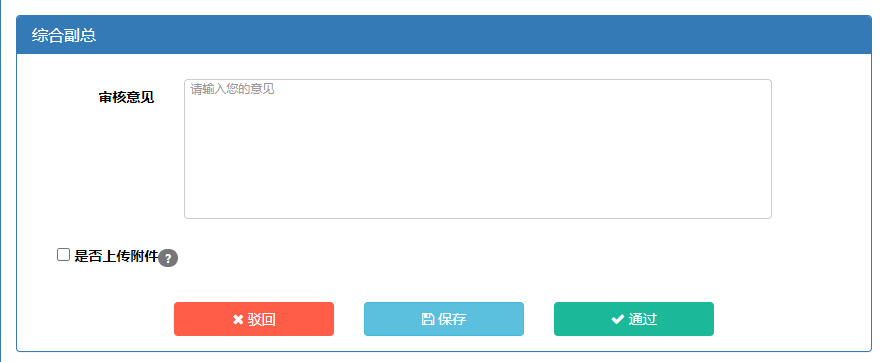 综合副总
审核意见
请输入您的意见
是否上传附件?
驳回
保存
通过